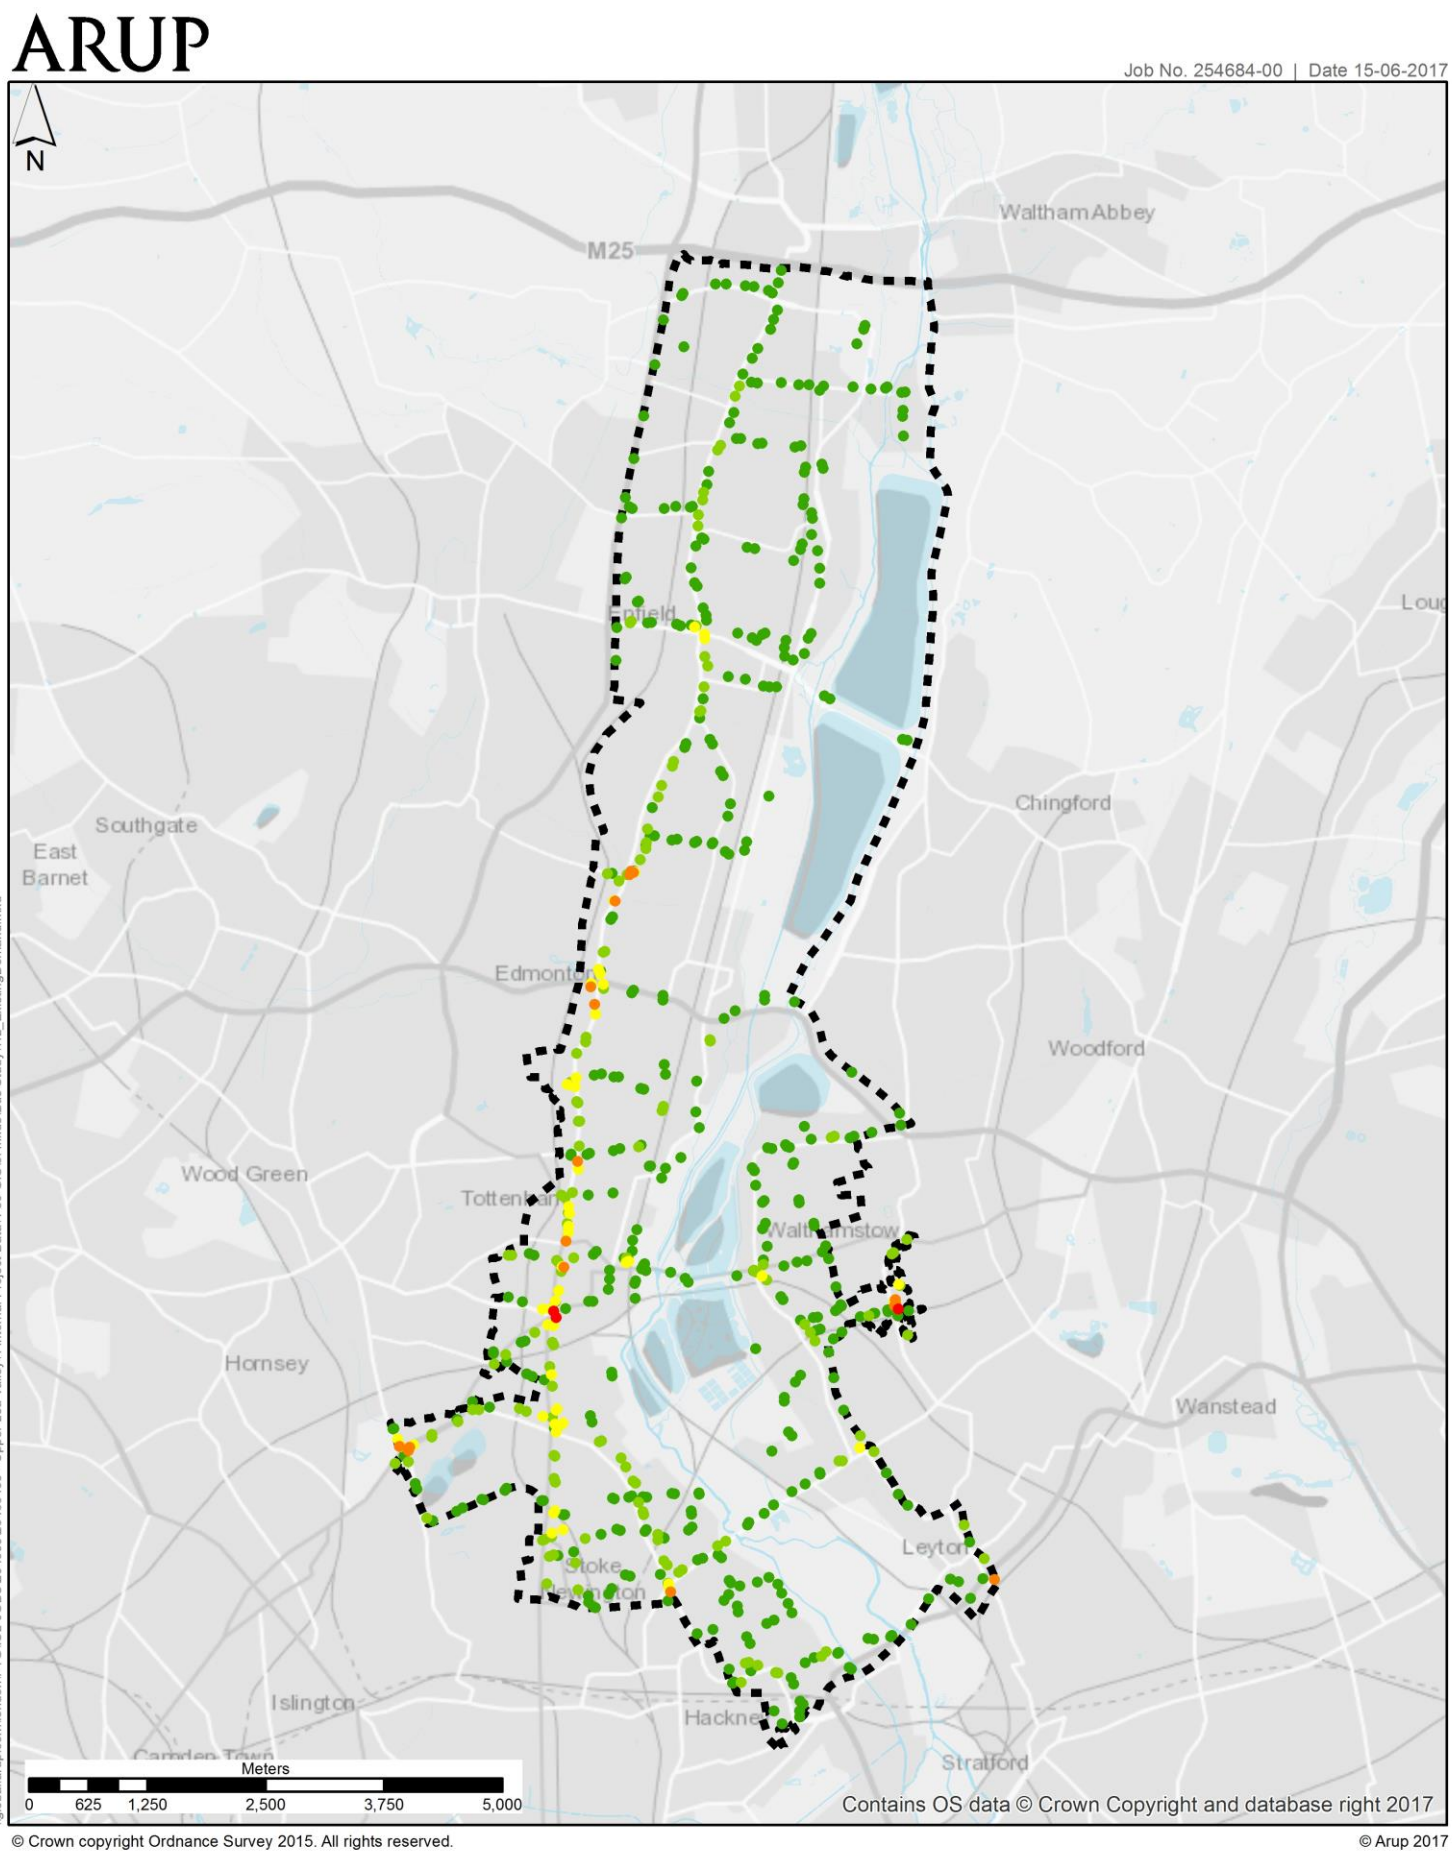 ARUP
Job No. 254684-00 | Date 15-06-2017
N
Waltham Abbey
M25
Enfield
Chingford
Southgate
East
Barnet
Edmonton
Woodford
Wood Green
Tottenham
Walthamstow
Hornsey
Wanstead
Leyton
Stoke
Newington
Islington
Hackney
Camden Town
Stratford
Meters
0 625 1,250 2,500 3,750 5,000
Contains OS data © Crown Copyright and database right 2017
© Crown copyright Ordnance Survey 2015. All rights reserved.
© Arup 2017